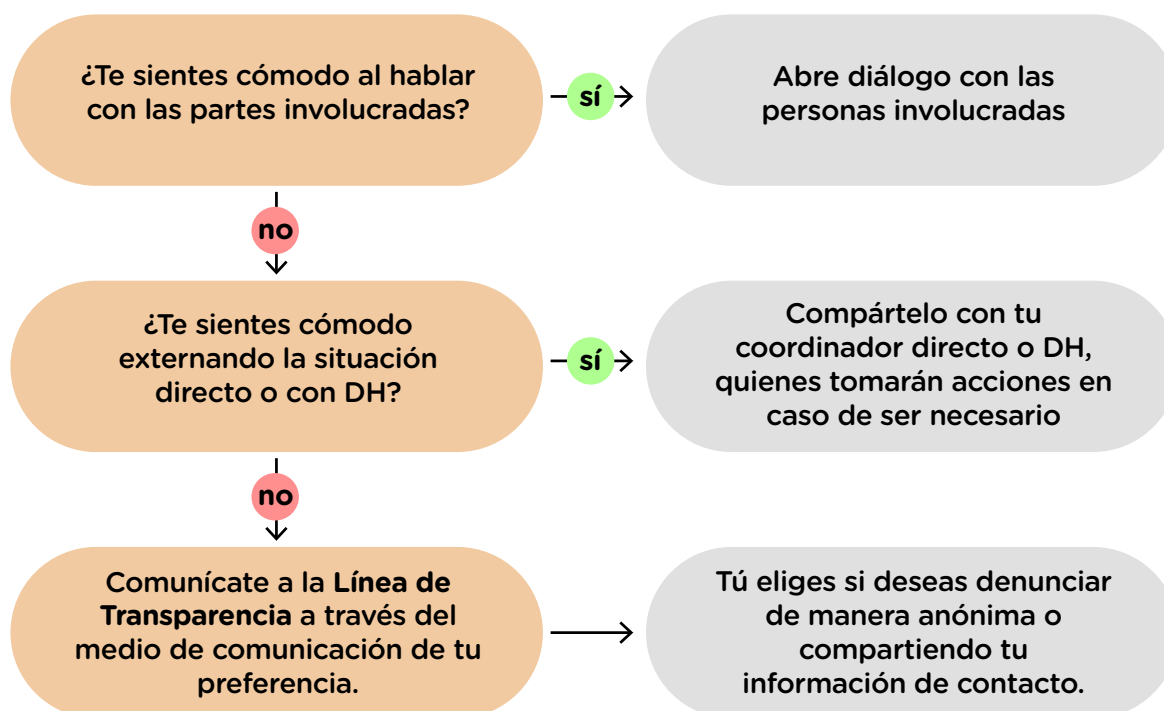 ¿Te sientes cómodo al hablar
con las partes involucradas?
sí
Abre diálogo con las
personas involucradas
no
¿Te sientes cómodo
externando la situación
directo o con DH?
sí
Compártelo con tu
coordinador directo o DH,
quienes tomarán acciones en
caso de ser necesario
no
Comunícate a la Línea de
Transparencia a través del
medio de comunicación de tu
preferencia.
Tú eliges si deseas denunciar
de manera anónima o
compartiendo tu
información de contacto.